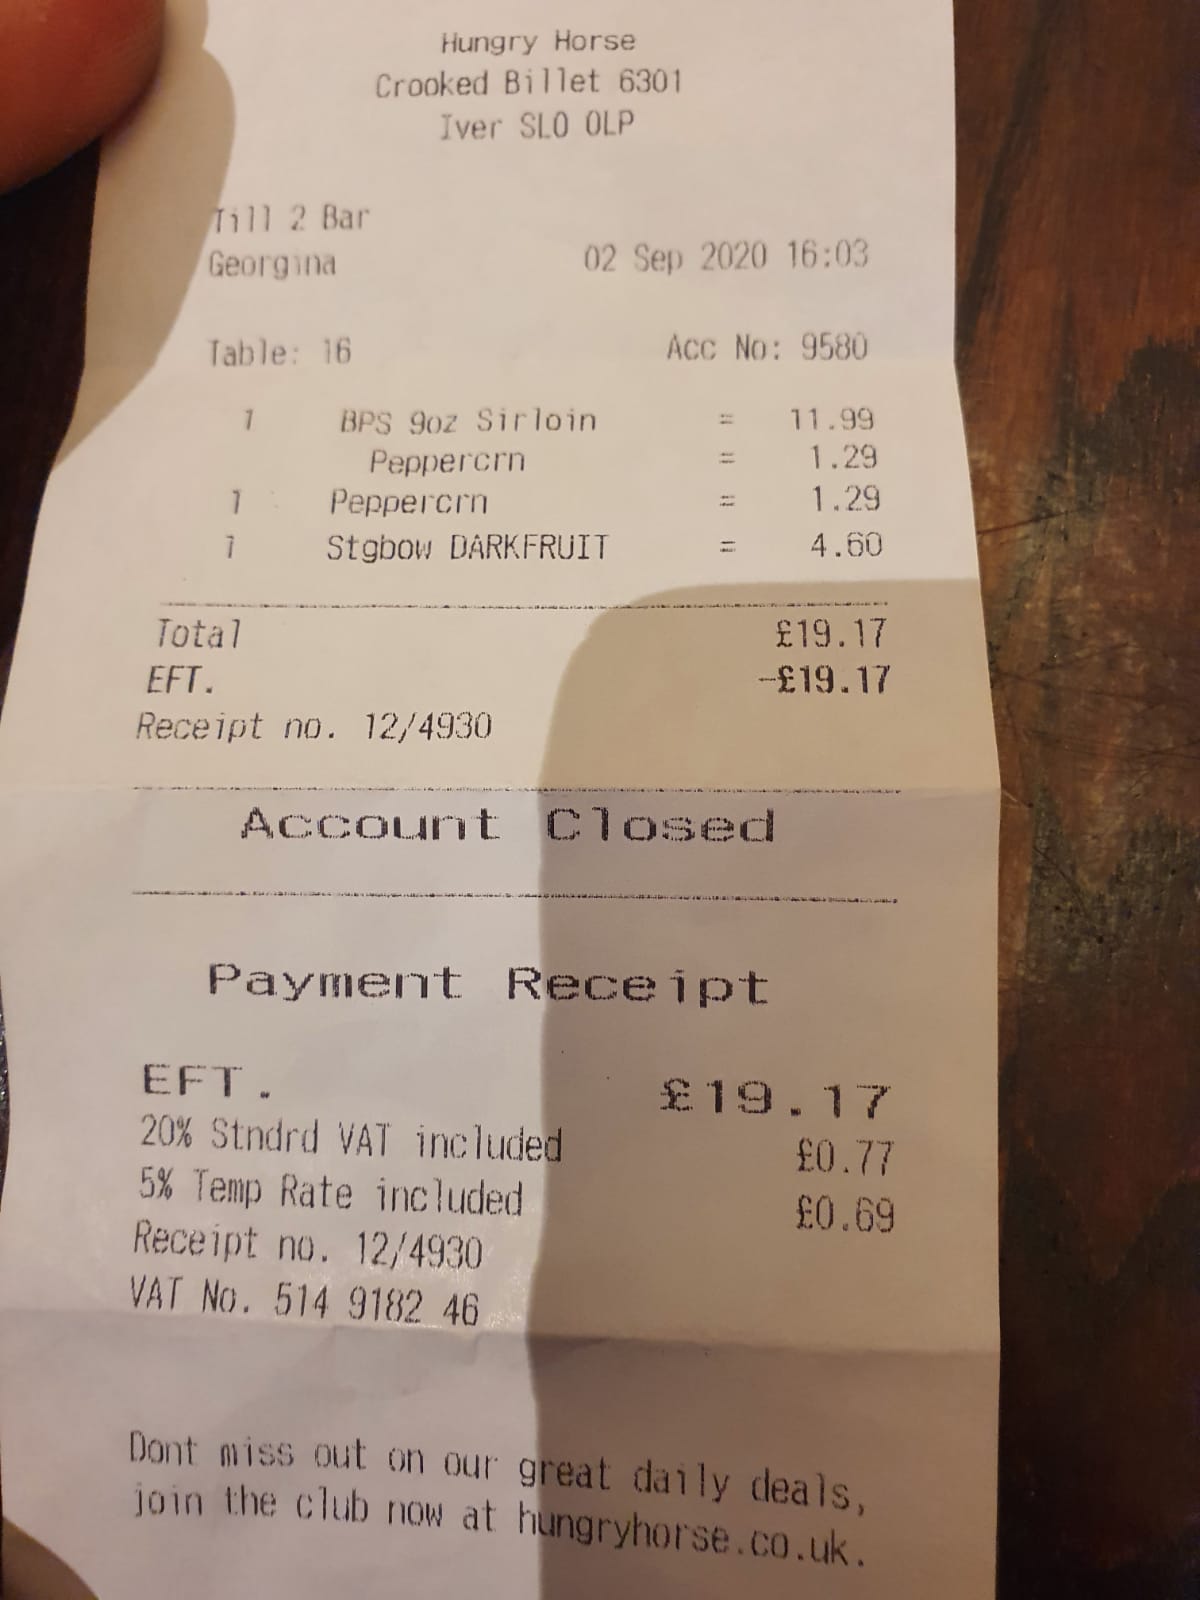 Hungry Horse
Crooked Billet 6301
Iver SL0 0LP
Till 2 Bar
Georgina 02 Sep 2020 16:03
Table: 16 Acc No: 9580
1 BPS 9oz Sirloin = 11.99
Peppercrn = 1.29
1 Peppercrn = 1.29
1 Stgbow DARKFRUIT = 4.60
Total £19.17
EFT. -£19.17
Receipt no. 12/4930
Account Closed
Payment Receipt
EFT. £19.17
20% Stndrd VAT included £0.77
5% Temp Rate included £0.69
Receipt no. 12/4930
VAT No. 514 9182 46
Dont miss out on our great daily deals,
join the club now at hungryhorse.co.uk.